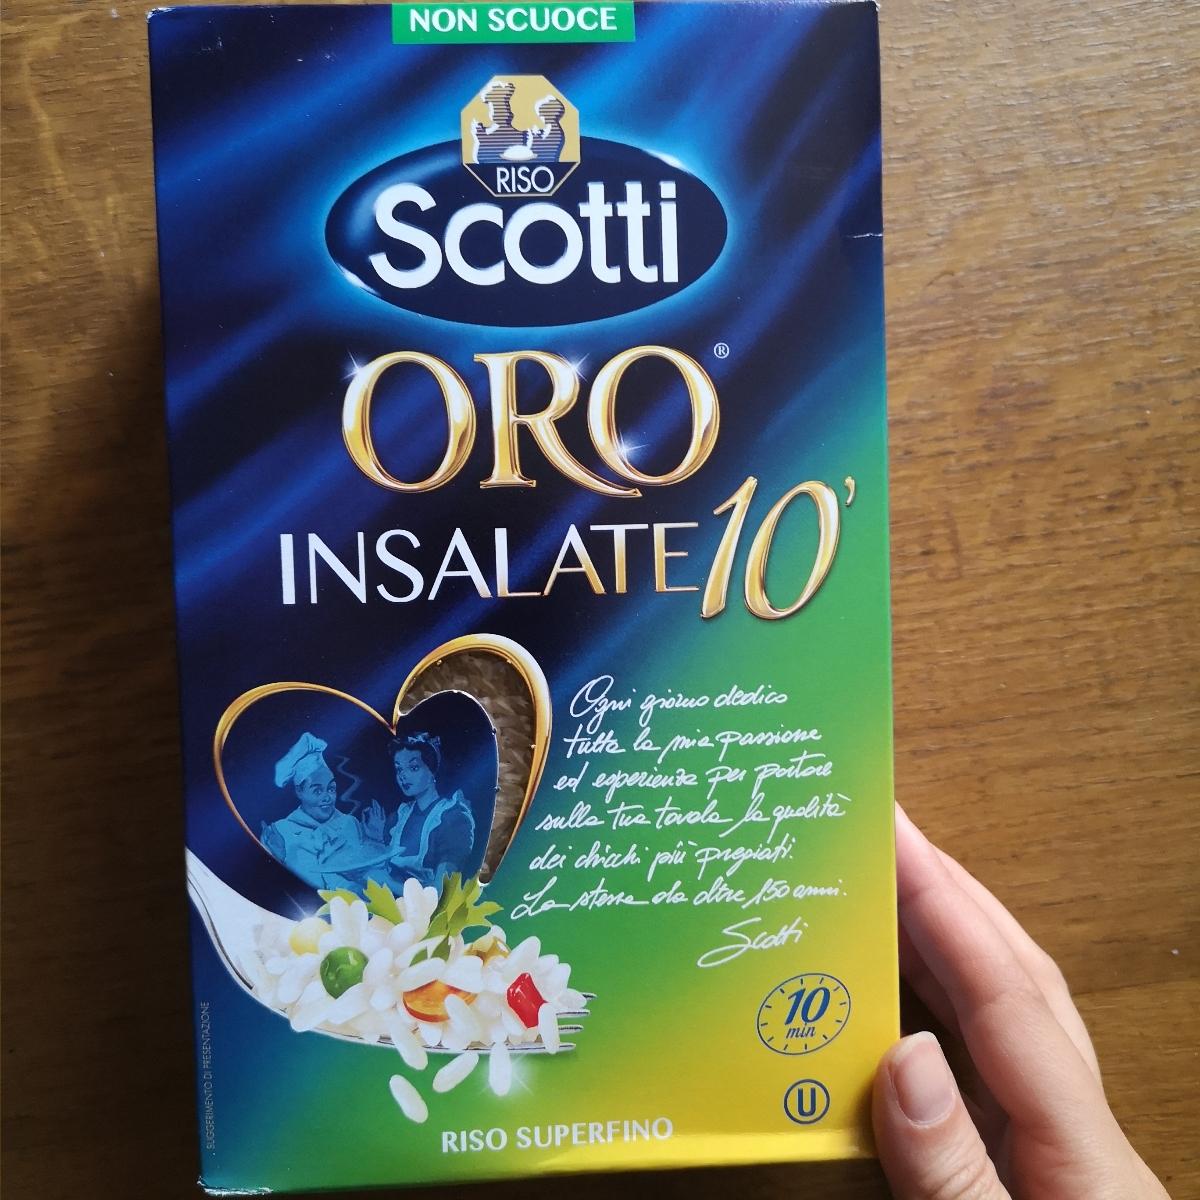 NON SCUOCE
RISO
Scotti
ORO®
INSALATE 10'
Ogni giorno dedico
tutta la mia passione
ed esperienza per portare
sulla tua tavola la qualità
dei chicchi più pregiati.
La stessa da oltre 150 anni.
Scotti
10
min
U
SUGGERIMENTO DI PRESENTAZIONE
RISO SUPERFINO